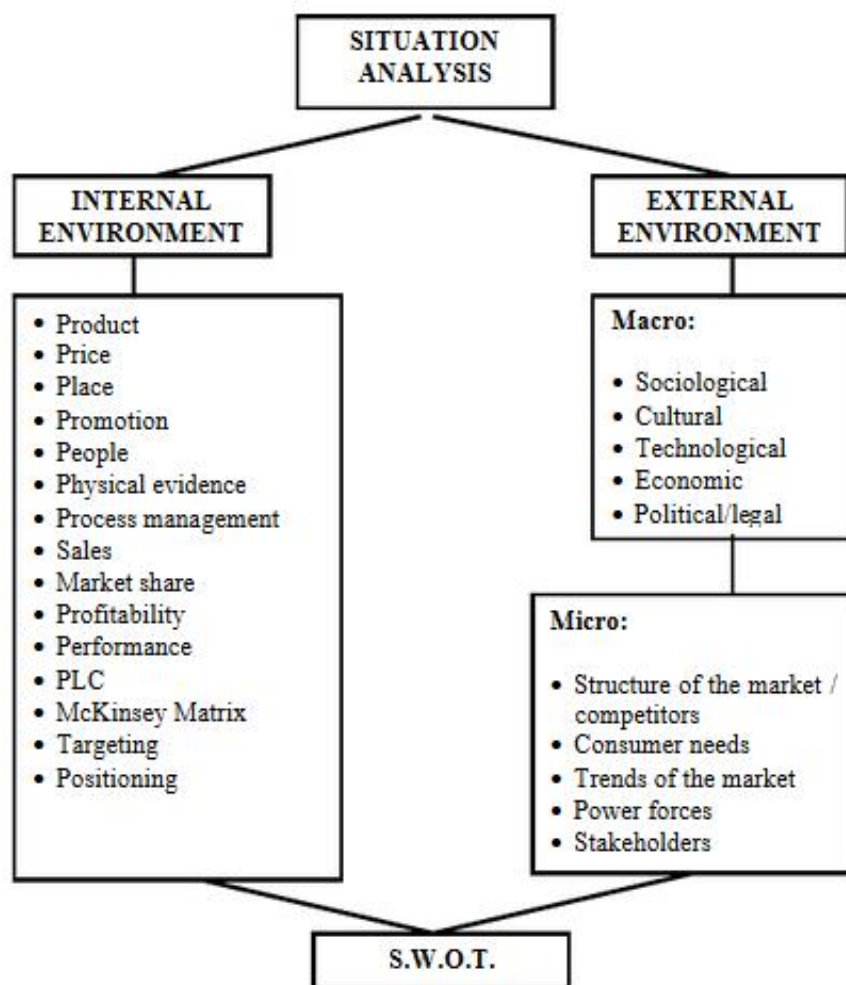 SITUATION
ANALYSIS
INTERNAL
ENVIRONMENT
• Product
• Price
• Place
• Promotion
• People
• Physical evidence
• Process management
• Sales
• Market share
• Profitability
• Performance
• PLC
• McKinsey Matrix
• Targeting
• Positioning
EXTERNAL
ENVIRONMENT
Macro:
• Sociological
• Cultural
• Technological
• Economic
• Political/legal
Micro:
• Structure of the market /
competitors
• Consumer needs
• Trends of the market
• Power forces
• Stakeholders
S.W.O.T.